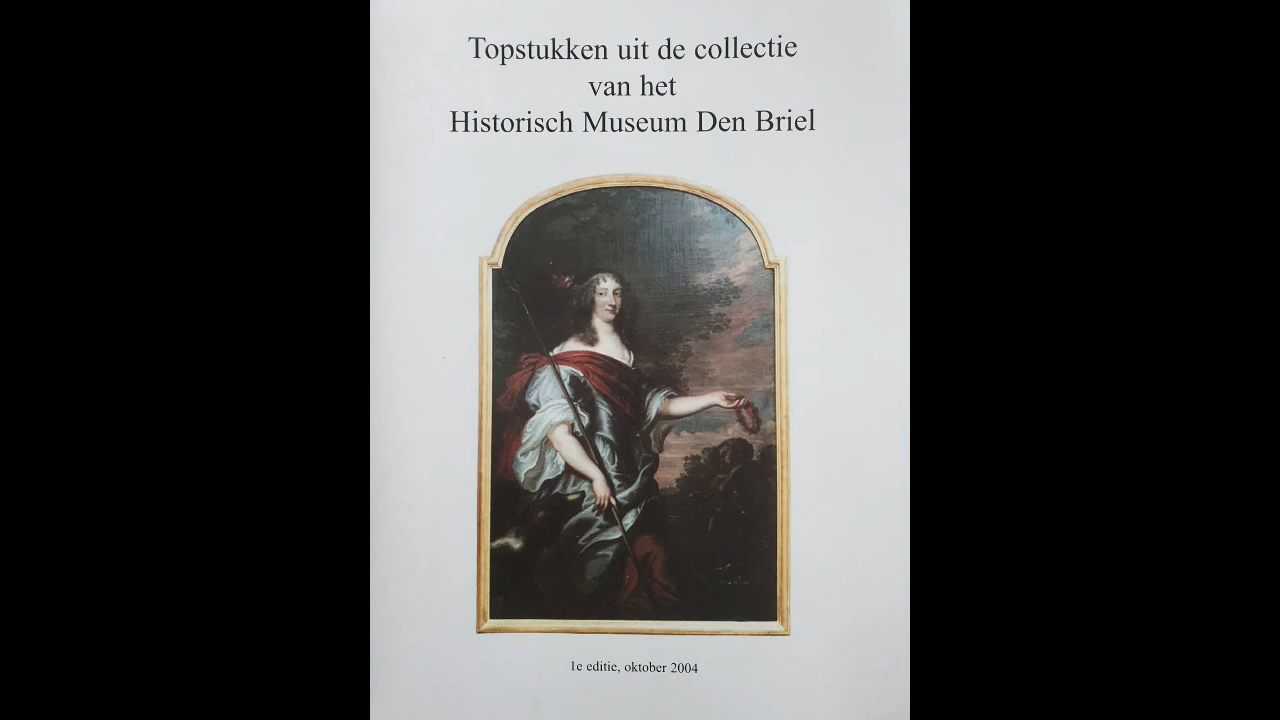 Topstukken uit de collectie
van het
Historisch Museum Den Briel
1e editie, oktober 2004